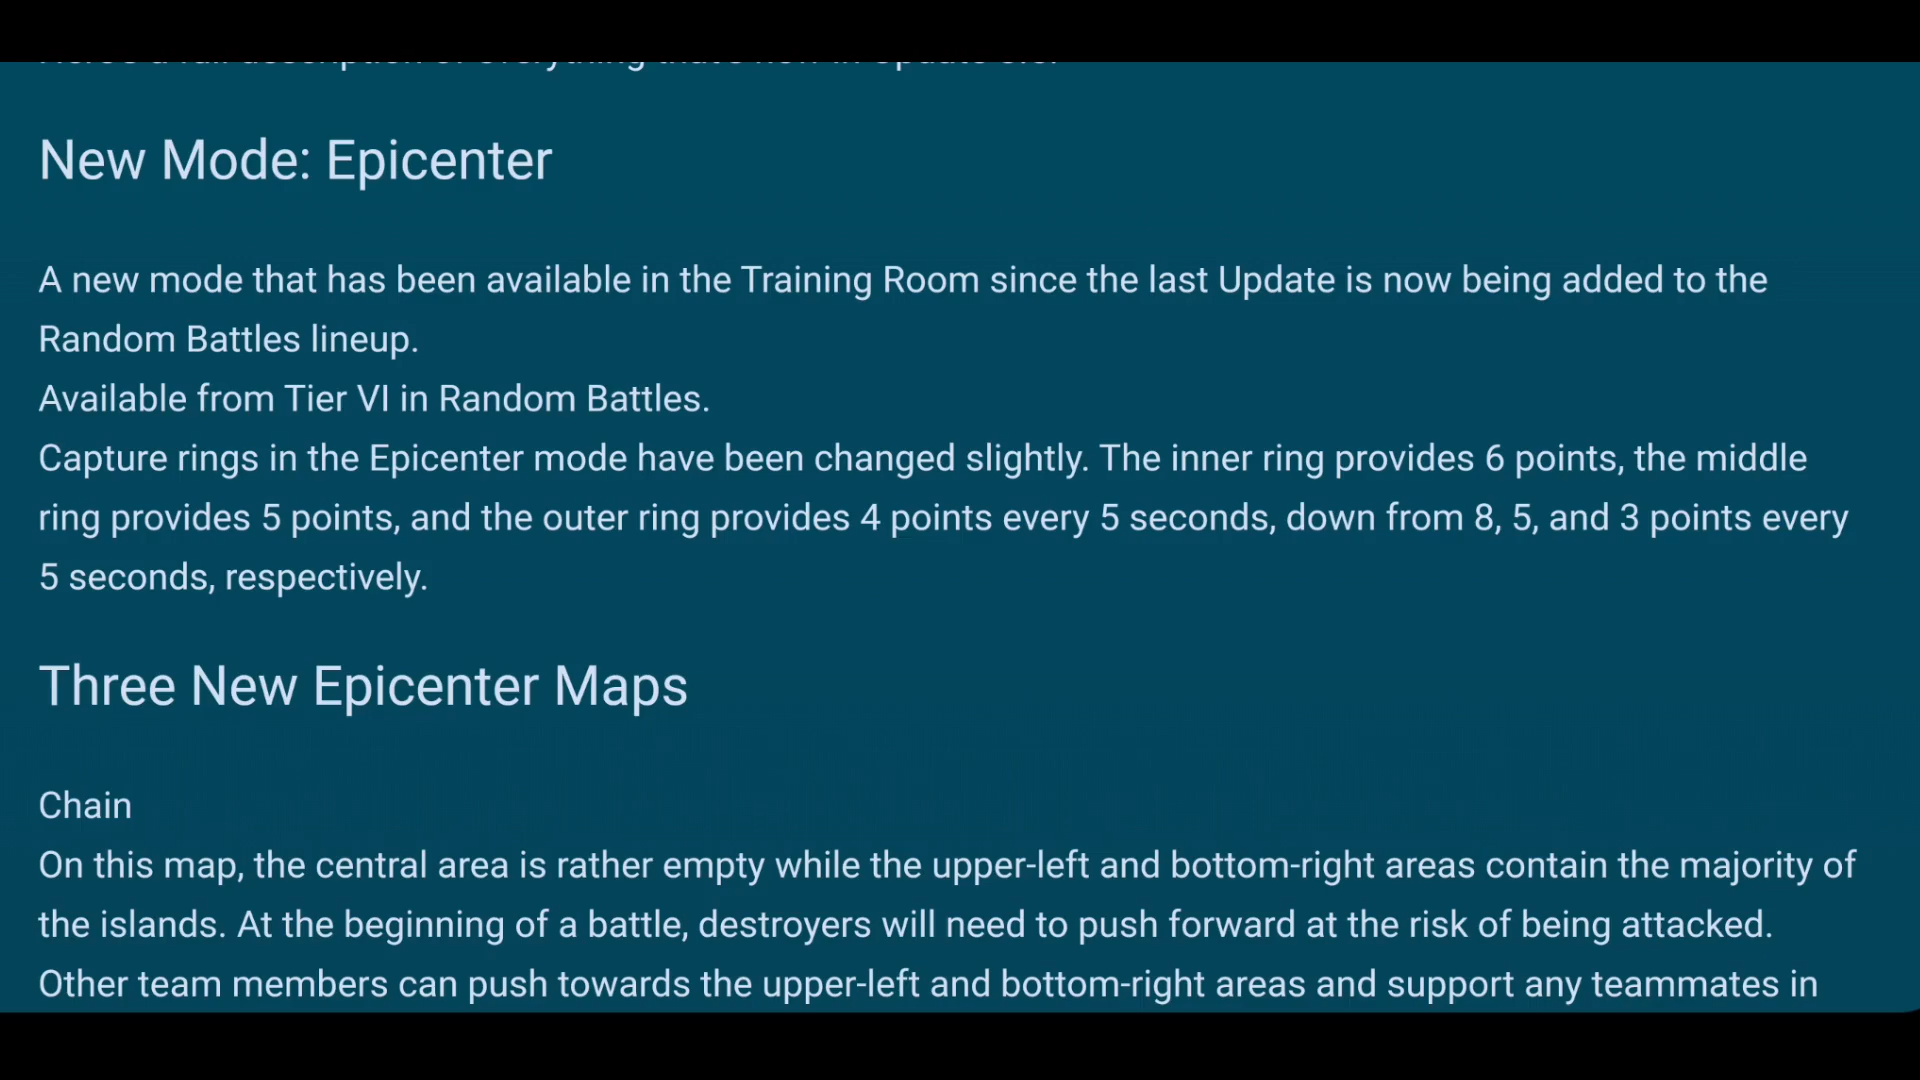 New Mode: Epicenter
A new mode that has been available in the Training Room since the last Update is now being added to the
Random Battles lineup.
Available from Tier VI in Random Battles.
Capture rings in the Epicenter mode have been changed slightly. The inner ring provides 6 points, the middle
ring provides 5 points, and the outer ring provides 4 points every 5 seconds, down from 8, 5, and 3 points every
5 seconds, respectively.
Three New Epicenter Maps
Chain
On this map, the central area is rather empty while the upper-left and bottom-right areas contain the majority of
the islands. At the beginning of a battle, destroyers will need to push forward at the risk of being attacked.
Other team members can push towards the upper-left and bottom-right areas and support any teammates in